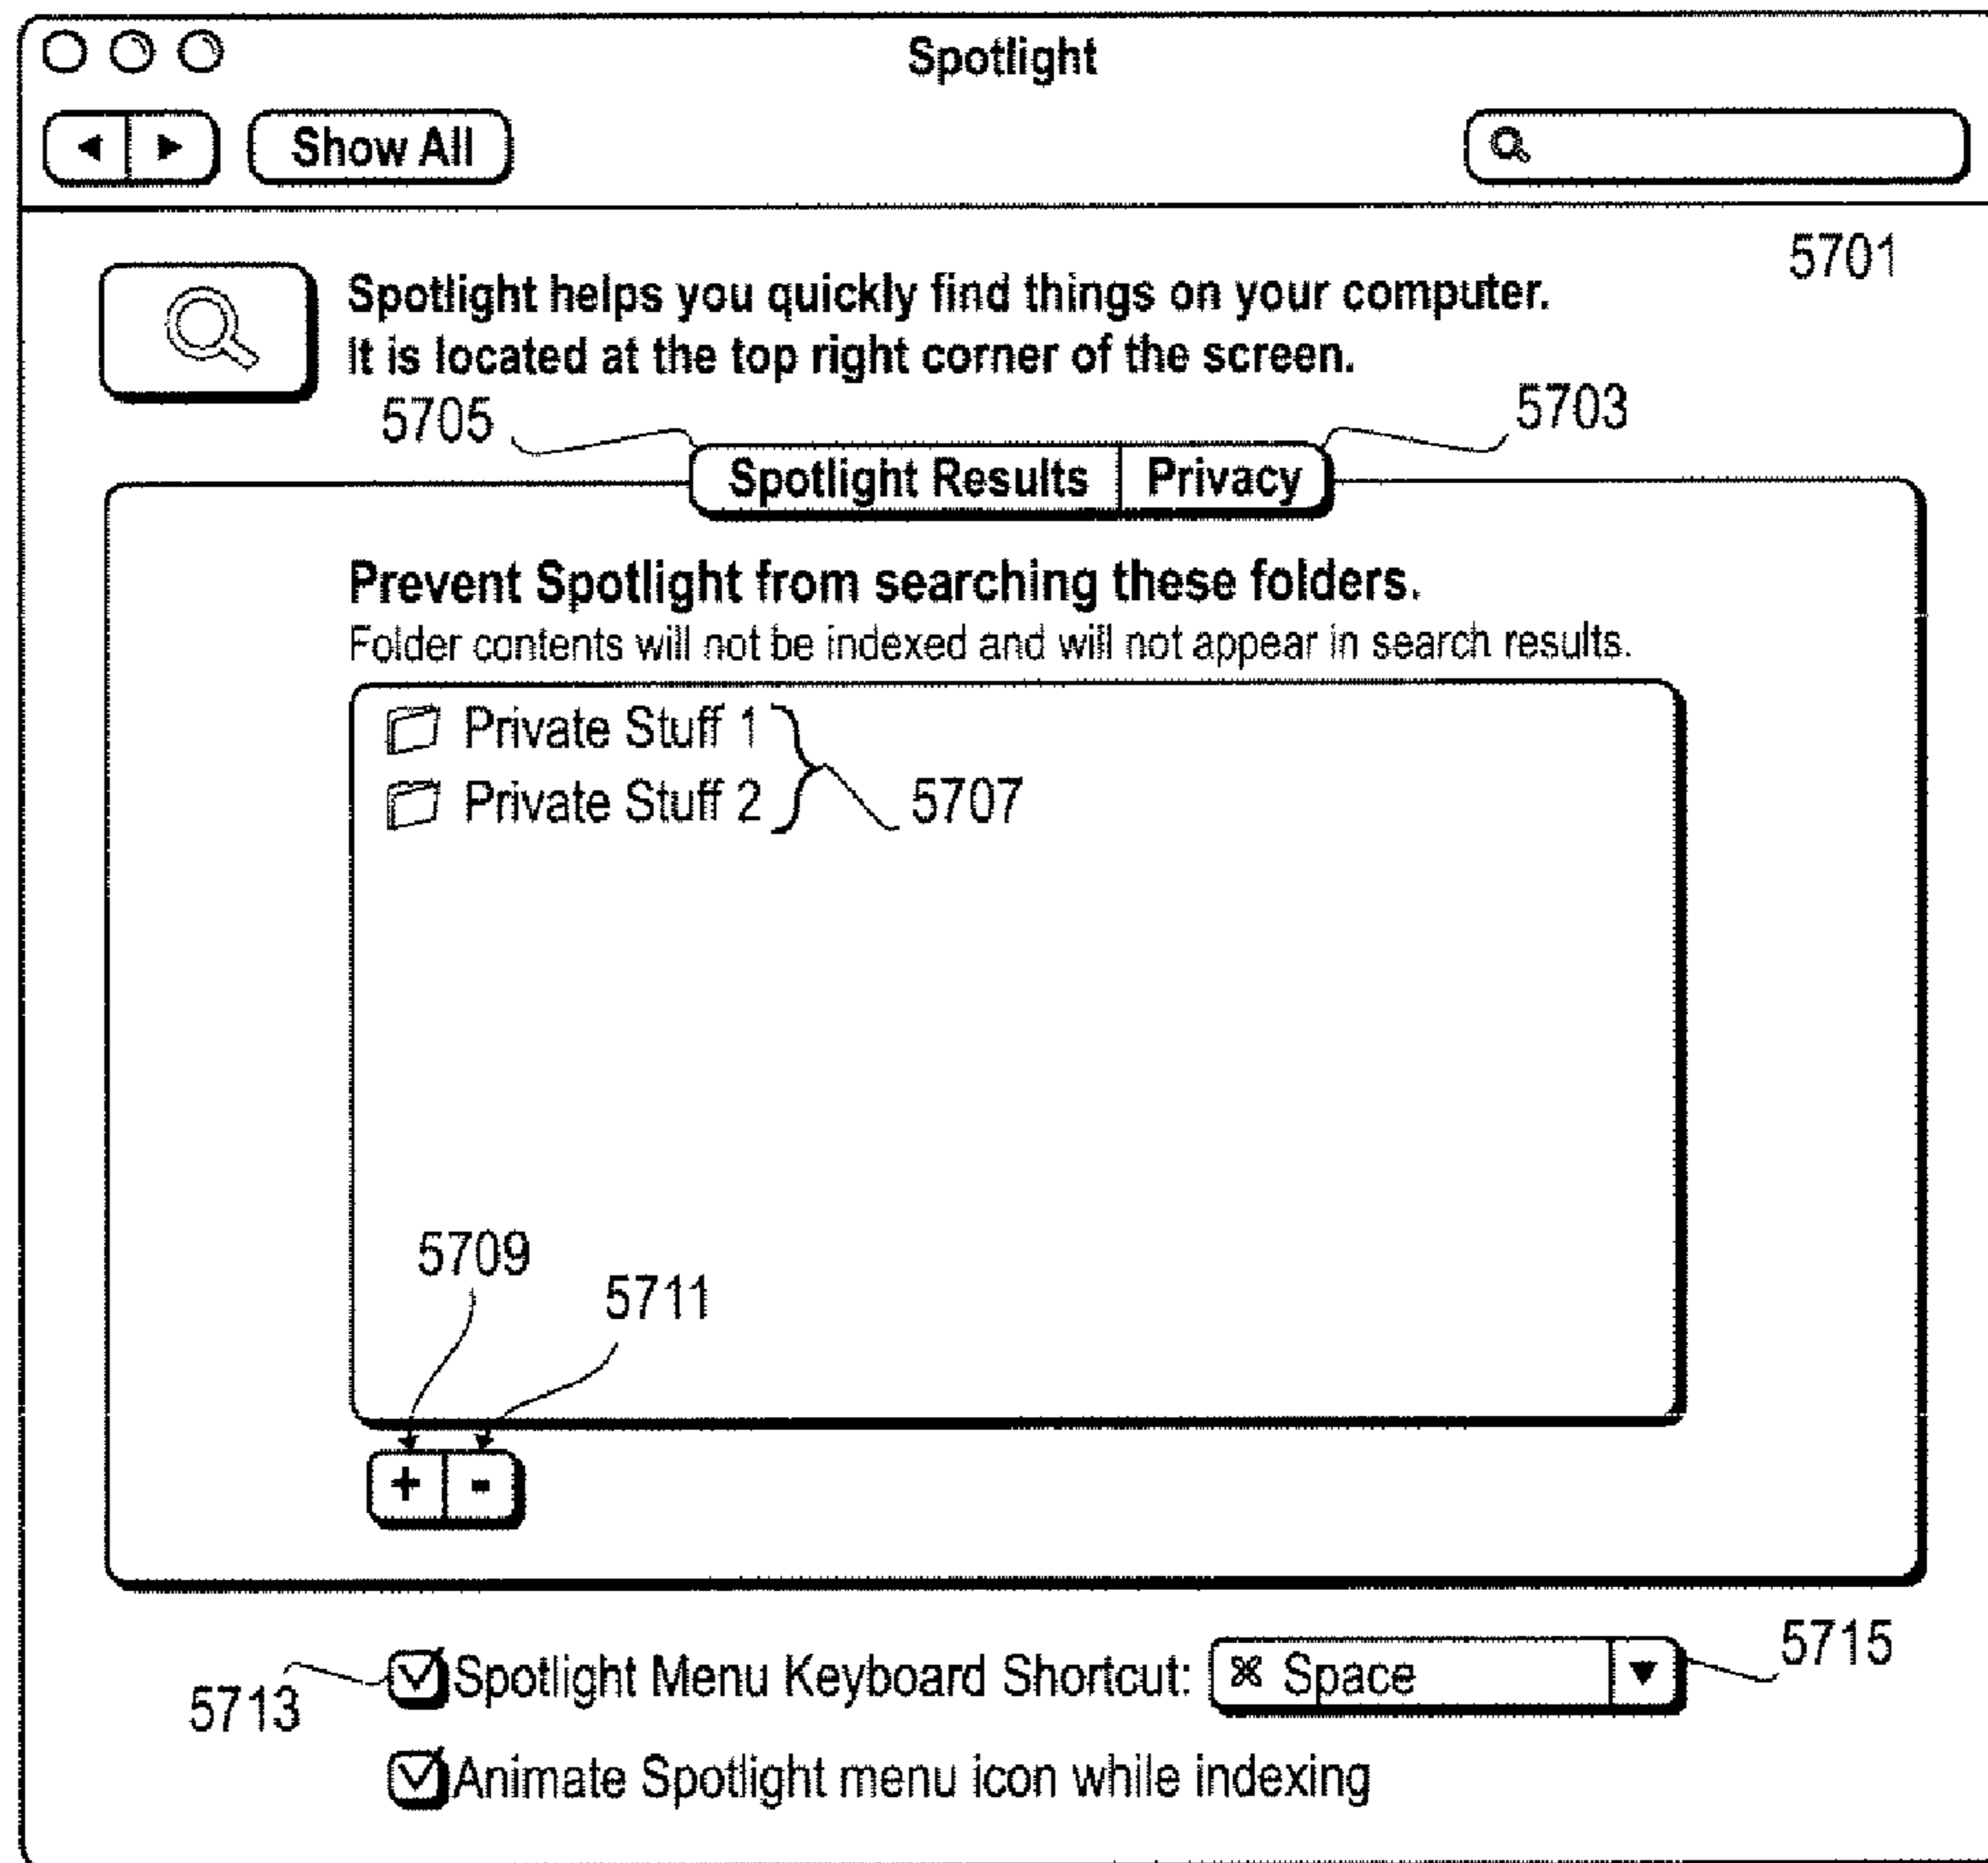 Spotlight
Show All
5701
Spotlight helps you quickly find things on your computer.
It is located at the top right corner of the screen.
5705
5703
Spotlight Results Privacy
Prevent Spotlight from searching these folders.
Folder contents will not be indexed and will not appear in search results.
Private Stuff 1
Private Stuff 2
5707
5709
5711
+ -
5713
Spotlight Menu Keyboard Shortcut: ⌘ Space
5715
Animate Spotlight menu icon while indexing